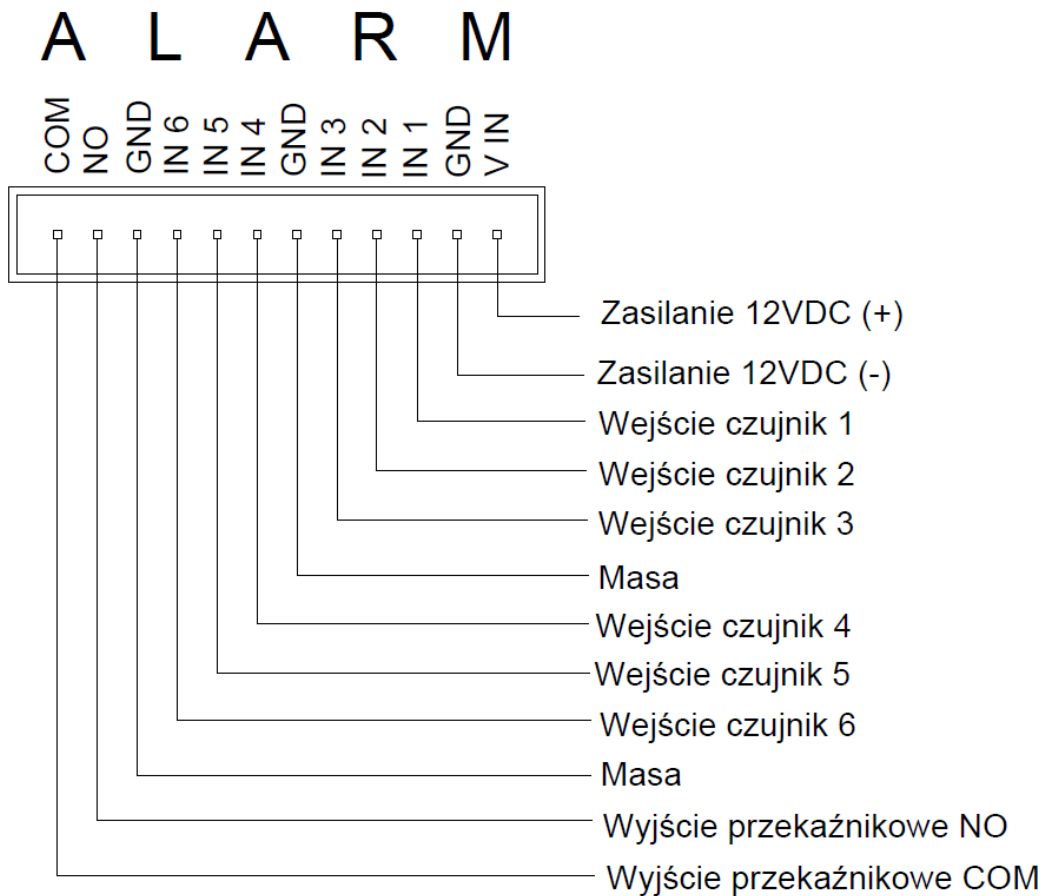 A L A R M
COM NO GND IN 6 IN 5 IN 4 GND IN 3 IN 2 IN 1 GND V IN
Zasilanie 12VDC (+)
Zasilanie 12VDC (-)
Wejście czujnik 1
Wejście czujnik 2
Wejście czujnik 3
Masa
Wejście czujnik 4
Wejście czujnik 5
Wejście czujnik 6
Masa
Wyjście przekaźnikowe NO
Wyjście przekaźnikowe COM